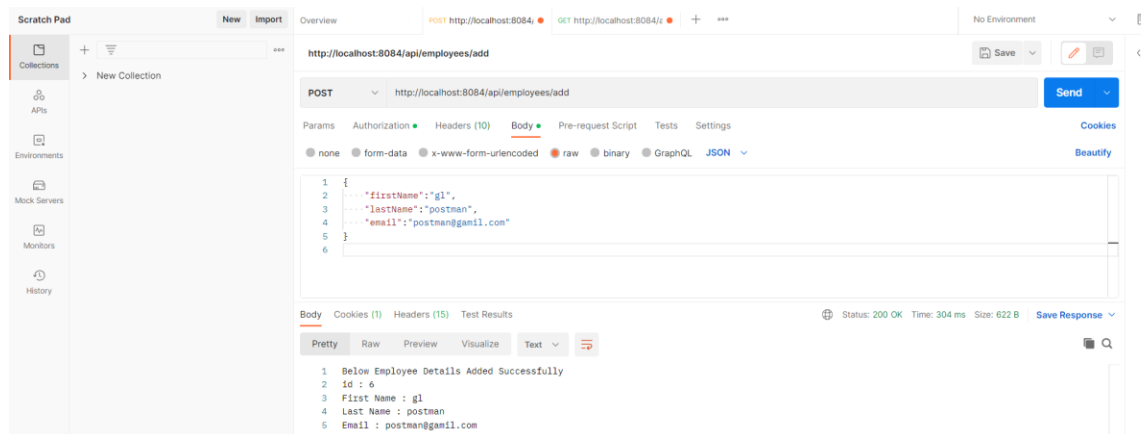 Scratch Pad
New Import
Overview
POST http://localhost:8084/
GET http://localhost:8084/a
No Environment
Collections
New Collection
APIs
Environments
Mock Servers
Monitors
History
http://localhost:8084/api/employees/add
Save
POST http://localhost:8084/api/employees/add
Send
Params Authorization Headers (10) Body Pre-request Script Tests Settings
Cookies
none form-data x-www-form-urlencoded raw binary GraphQL JSON
Beautify
1 {
2 "firstName":"gl",
3 "lastName":"postman",
4 "email":"postman@gamil.com"
5 }
6
Body Cookies (1) Headers (15) Test Results
Status: 200 OK Time: 304 ms Size: 622 B Save Response
Pretty Raw Preview Visualize Text
1 Below Employee Details Added Successfully
2 id : 6
3 First Name : gl
4 Last Name : postman
5 Email : postman@gamil.com